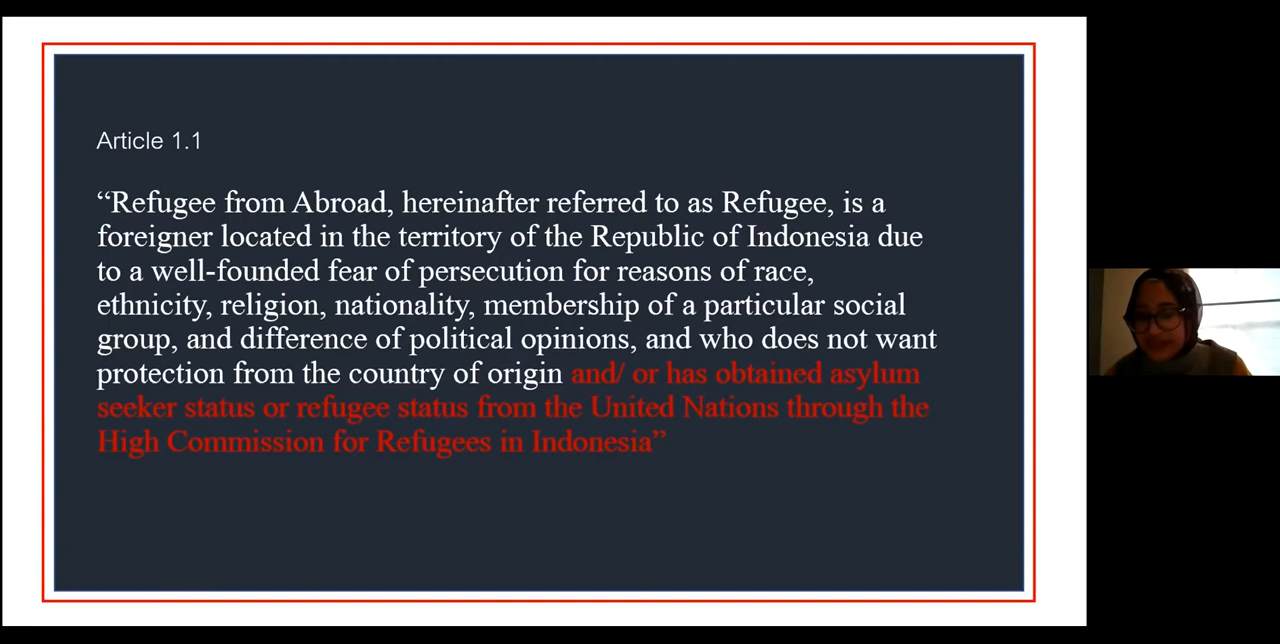 Article 1.1
“Refugee from Abroad, hereinafter referred to as Refugee, is a
foreigner located in the territory of the Republic of Indonesia due
to a well-founded fear of persecution for reasons of race,
ethnicity, religion, nationality, membership of a particular social
group, and difference of political opinions, and who does not want
protection from the country of origin and/ or has obtained asylum
seeker status or refugee status from the United Nations through the
High Commission for Refugees in Indonesia”